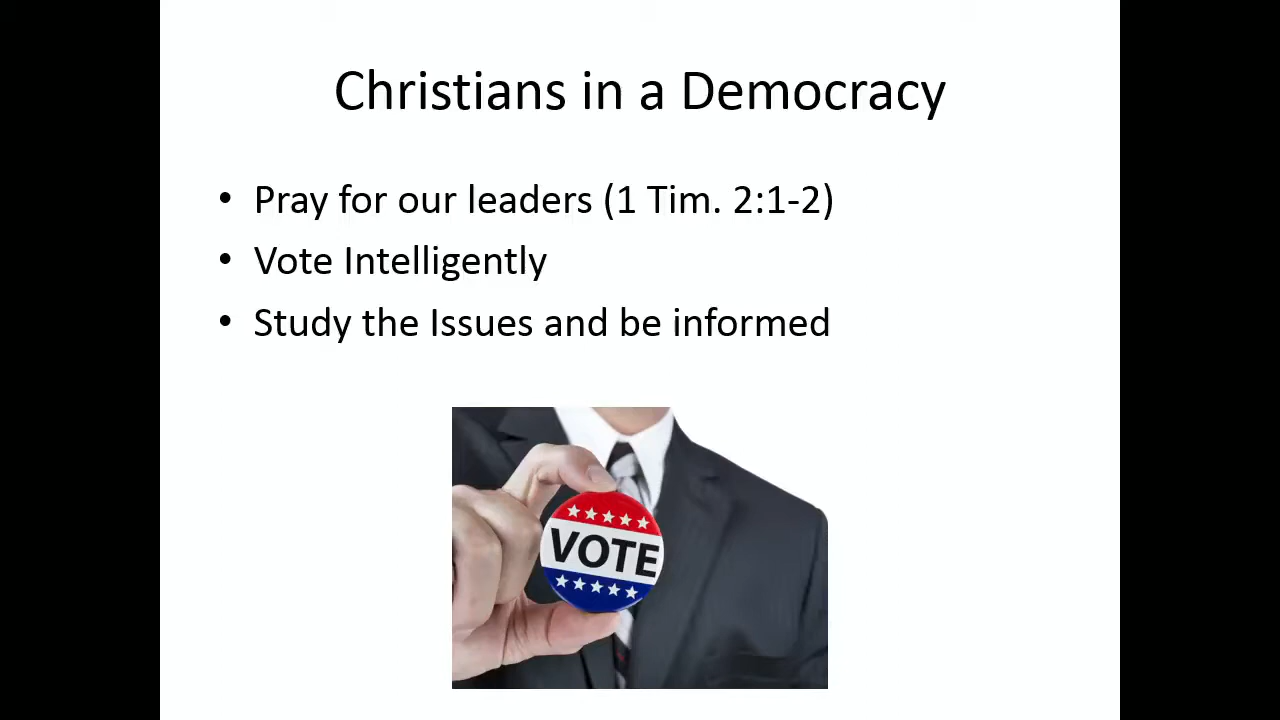 Christians in a Democracy
• Pray for our leaders (1 Tim. 2:1-2)
• Vote Intelligently
• Study the Issues and be informed
VOTE